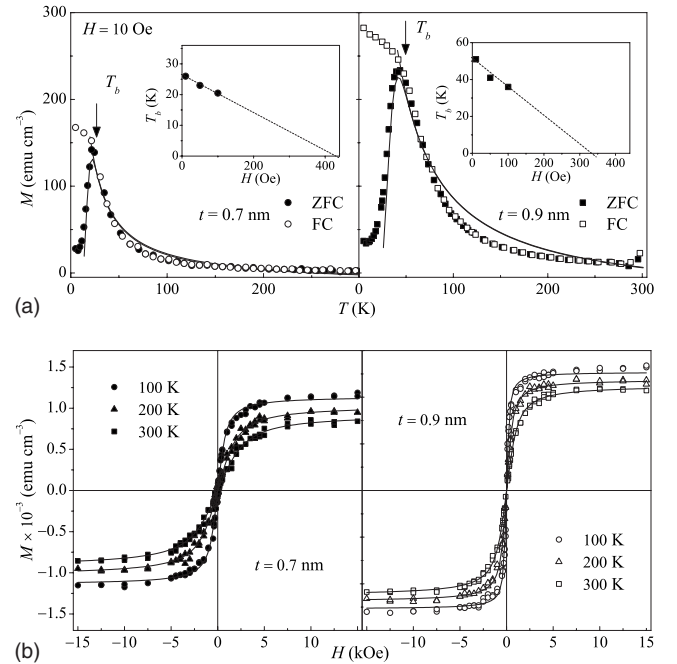 (a)
H = 10 Oe
T_b
M (emu cm⁻³)
300
250
200
150
100
50
0
0 100 200
T_b (K)
30
20
10
0
0 200 400
H (Oe)
ZFC
FC
t = 0.7 nm
T_b
T_b (K)
60
40
20
0
0 100 200 300 400
H (Oe)
t = 0.9 nm
ZFC
FC
0 100 200 300
T (K)
(b)
M × 10⁻³ (emu cm⁻³)
1.5
1.0
0.5
0.0
−0.5
−1.0
−1.5
100 K
200 K
300 K
t = 0.7 nm
−15 −10 −5 0 5 10
t = 0.9 nm
100 K
200 K
300 K
−15 −10 −5 0 5 10 15
H (kOe)